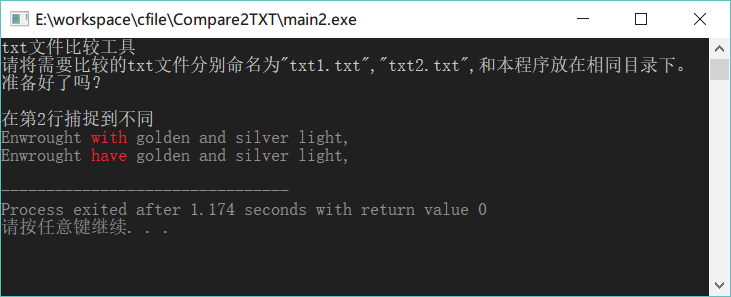 E:\workspace\cfile\Compare2TXT\main2.exe
txt文件比较工具
请将需要比较的txt文件分别命名为"txt1.txt","txt2.txt",和本程序放在相同目录下。
准备好了吗?
在第2行捕捉到不同
Enwrought with golden and silver light,
Enwrought have golden and silver light,
--------------------------------
Process exited after 1.174 seconds with return value 0
请按任意键继续. . .